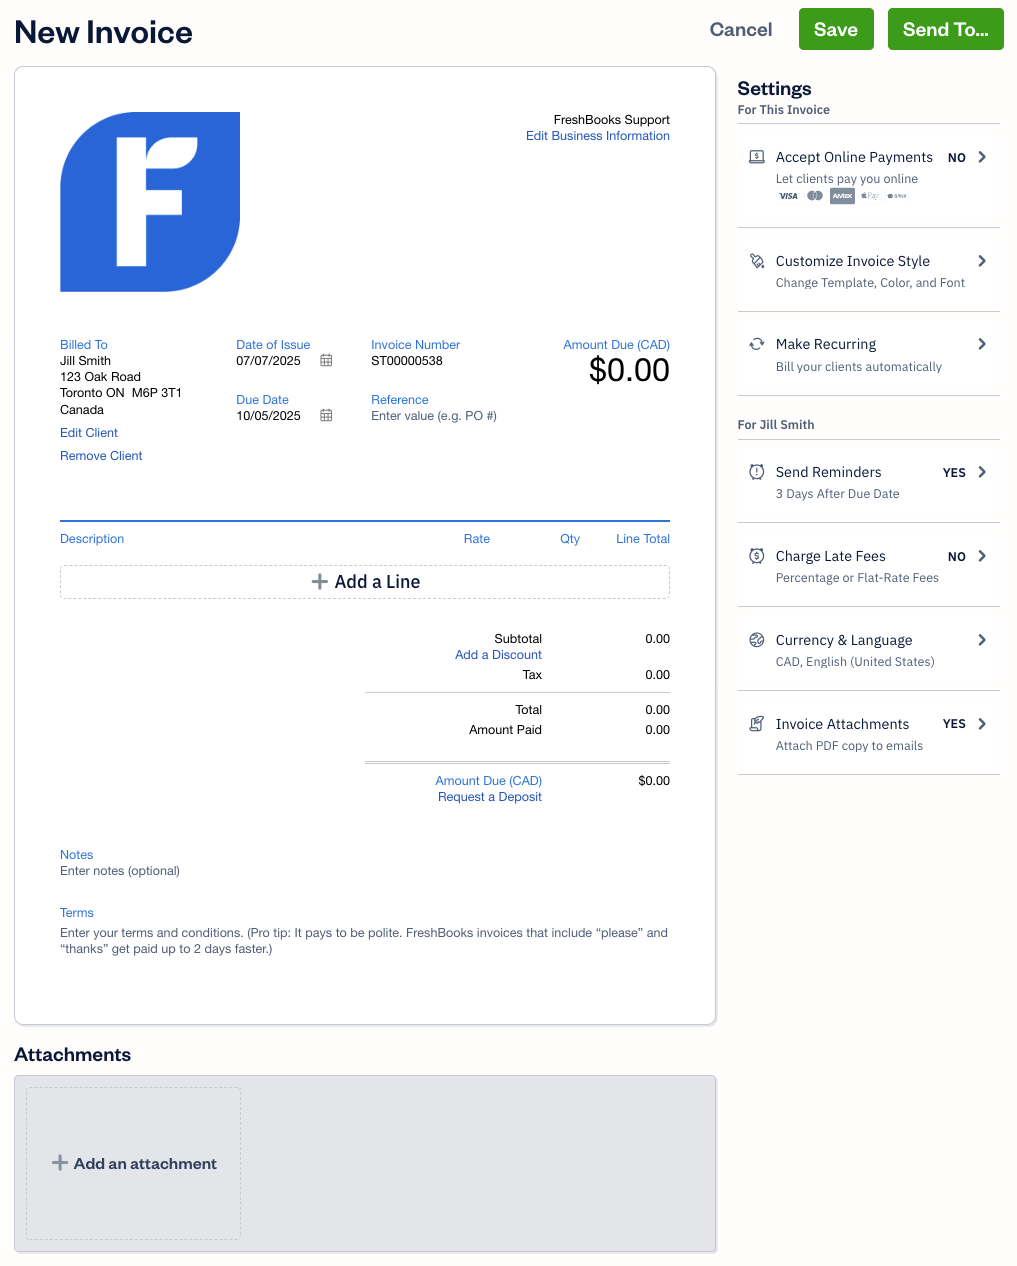 New Invoice
Cancel
Save
Send To...
F
FreshBooks Support
Edit Business Information
Billed To
Jill Smith
123 Oak Road
Toronto ON  M6P 3T1
Canada
Edit Client
Remove Client
Date of Issue
07/07/2025
Due Date
10/05/2025
Invoice Number
ST00000538
Reference
Enter value (e.g. PO #)
Amount Due (CAD)
$0.00
Description Rate Qty Line Total
Add a Line
Subtotal 0.00
Add a Discount
Tax 0.00
Total 0.00
Amount Paid 0.00
Amount Due (CAD) $0.00
Request a Deposit
Notes
Enter notes (optional)
Terms
Enter your terms and conditions. (Pro tip: It pays to be polite. FreshBooks invoices that include “please” and
“thanks” get paid up to 2 days faster.)
Attachments
Add an attachment
Settings
For This Invoice
Accept Online Payments NO
Let clients pay you online
VISA AMEX Pay
Customize Invoice Style
Change Template, Color, and Font
Make Recurring
Bill your clients automatically
For Jill Smith
Send Reminders YES
3 Days After Due Date
Charge Late Fees NO
Percentage or Flat-Rate Fees
Currency & Language
CAD, English (United States)
Invoice Attachments YES
Attach PDF copy to emails